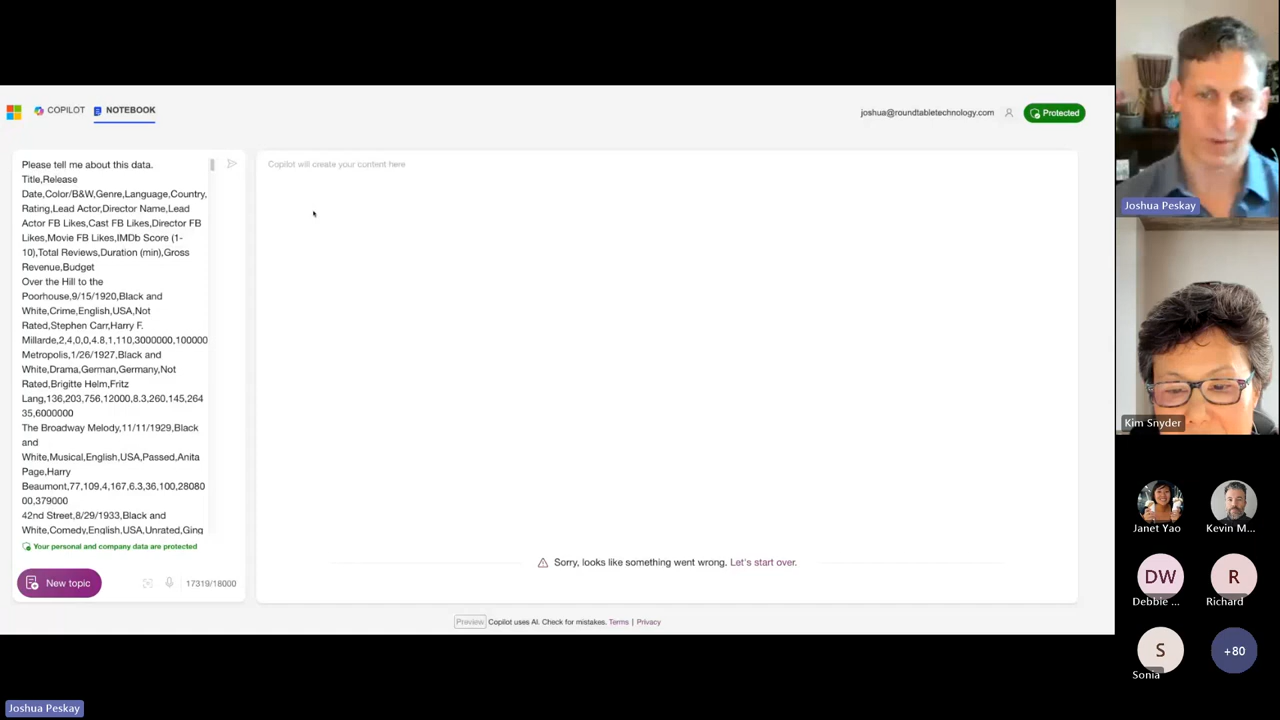 COPILOT
NOTEBOOK
joshua@roundtabletechnology.com
Protected
Please tell me about this data.
Title,Release
Date,Color/B&W,Genre,Language,Country,
Rating,Lead Actor,Director Name,Lead
Actor FB Likes,Cast FB Likes,Director FB
Likes,Movie FB Likes,IMDb Score (1-
10),Total Reviews,Duration (min),Gross
Revenue,Budget
Over the Hill to the
Poorhouse,9/15/1920,Black and
White,Crime,English,USA,Not
Rated,Stephen Carr,Harry F.
Millarde,2,4,0,0,4.8,1,110,3000000,100000
Metropolis,1/26/1927,Black and
White,Drama,German,Germany,Not
Rated,Brigitte Helm,Fritz
Lang,136,203,756,12000,8.3,260,145,264
35,6000000
The Broadway Melody,11/11/1929,Black
and
White,Musical,English,USA,Passed,Anita
Page,Harry
Beaumont,77,109,4,167,6.3,36,100,28080
00,379000
42nd Street,8/29/1933,Black and
White,Comedy,English,USA,Unrated,Ging
Your personal and company data are protected
New topic
17319/18000
Copilot will create your content here
Sorry, looks like something went wrong. Let's start over.
Preview Copilot uses AI. Check for mistakes. Terms | Privacy
Joshua Peskay
Kim Snyder
Janet Yao
Kevin M...
DW
Debbie ...
R
Richard
S
Sonia
+80
Joshua Peskay